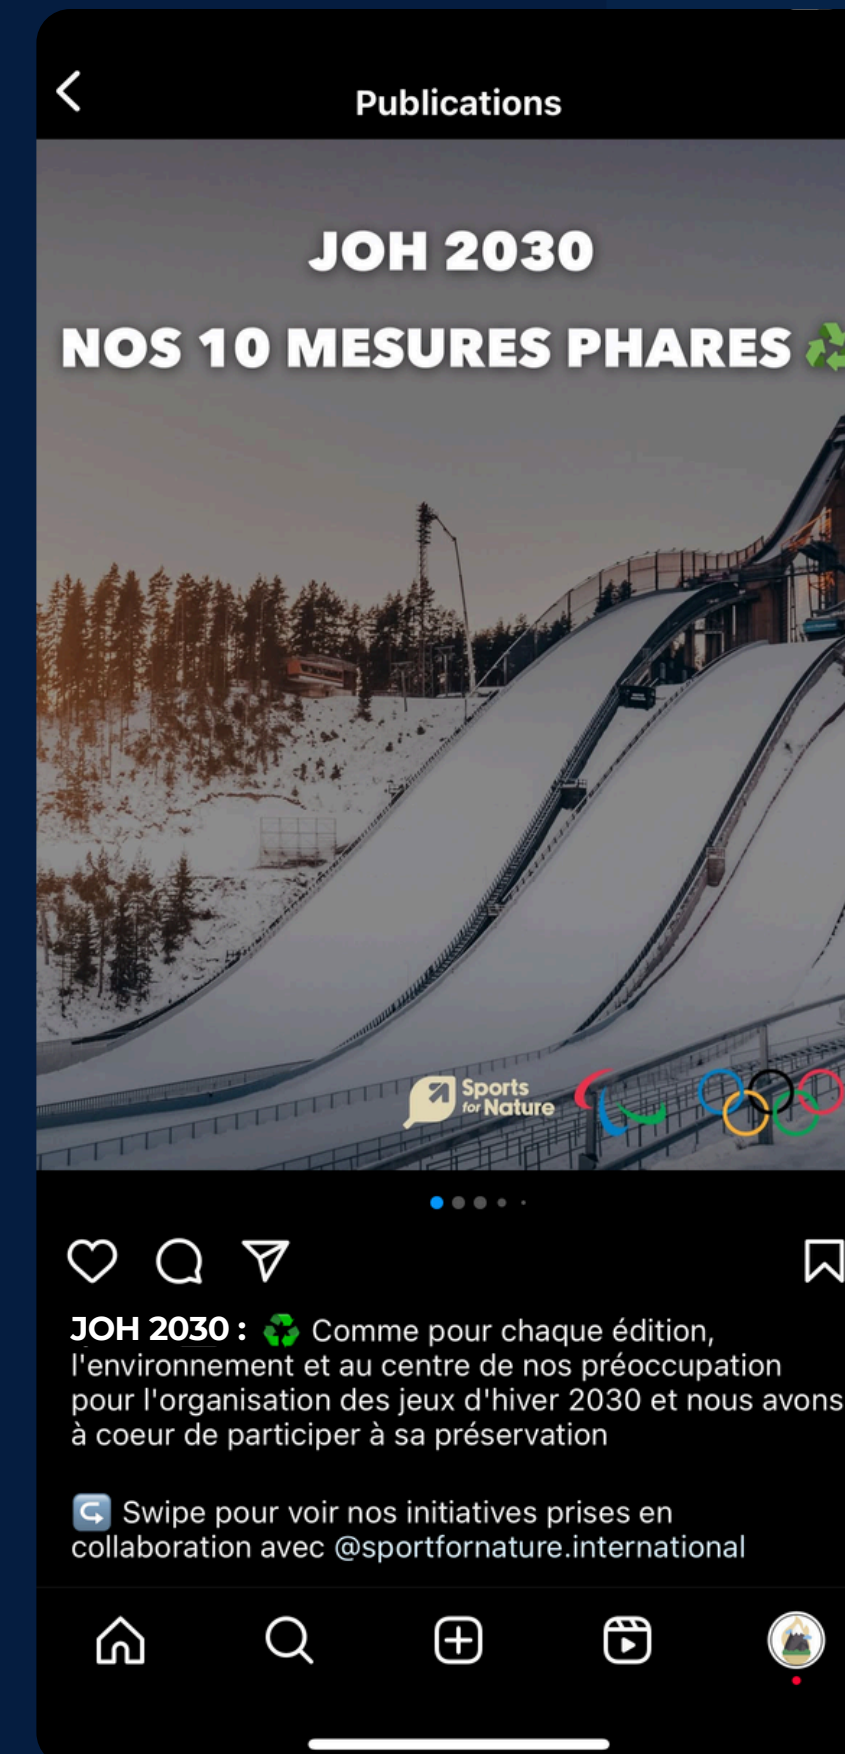 Publications
JOH 2030
NOS 10 MESURES PHARES
Sports
for Nature
JOH 2030 : Comme pour chaque édition,
l'environnement et au centre de nos préoccupation
pour l'organisation des jeux d'hiver 2030 et nous avons
à coeur de participer à sa préservation
Swipe pour voir nos initiatives prises en
collaboration avec @sportfornature.international